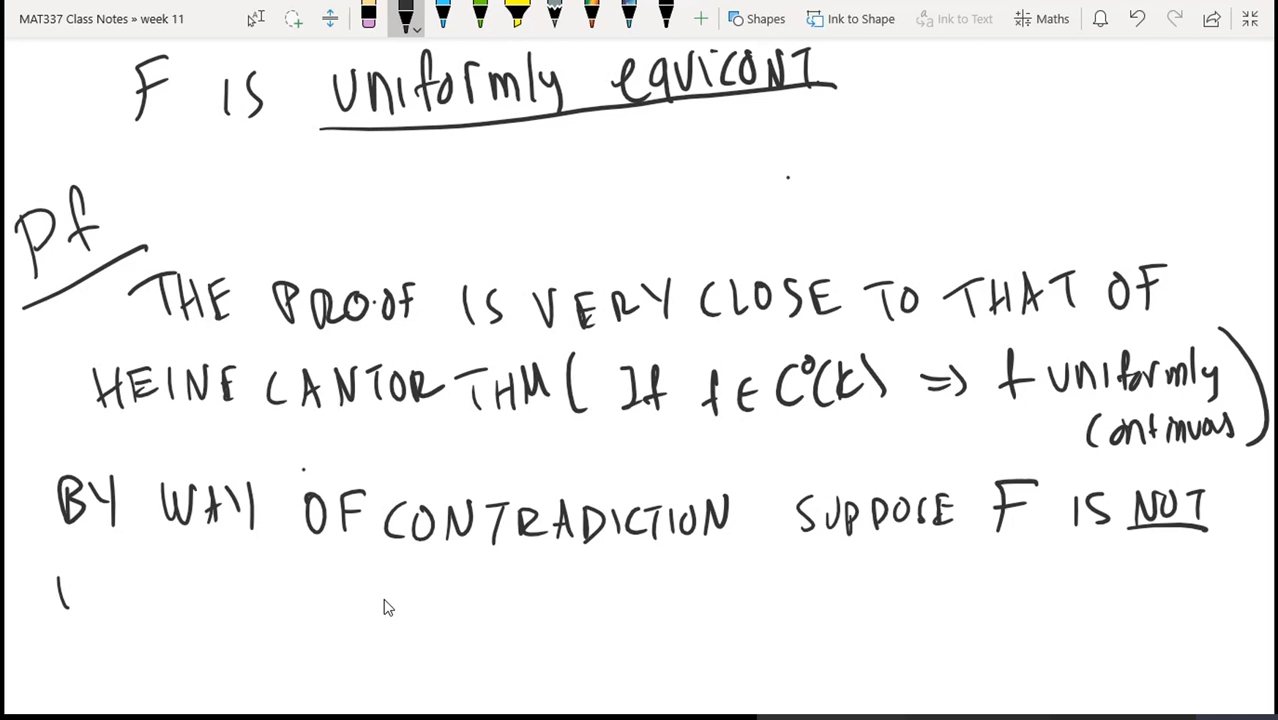 MAT337 Class Notes » week 11
Shapes
Ink to Shape
Ink to Text
Maths
F is uniformly equicont
Pf
THE PROOF IS VERY CLOSE TO THAT OF
HEINE CANTOR THM ( If f ∈ C⁰(K) => f uniformly
continuous )
BY WAY OF CONTRADICTION SUPPOSE F IS NOT